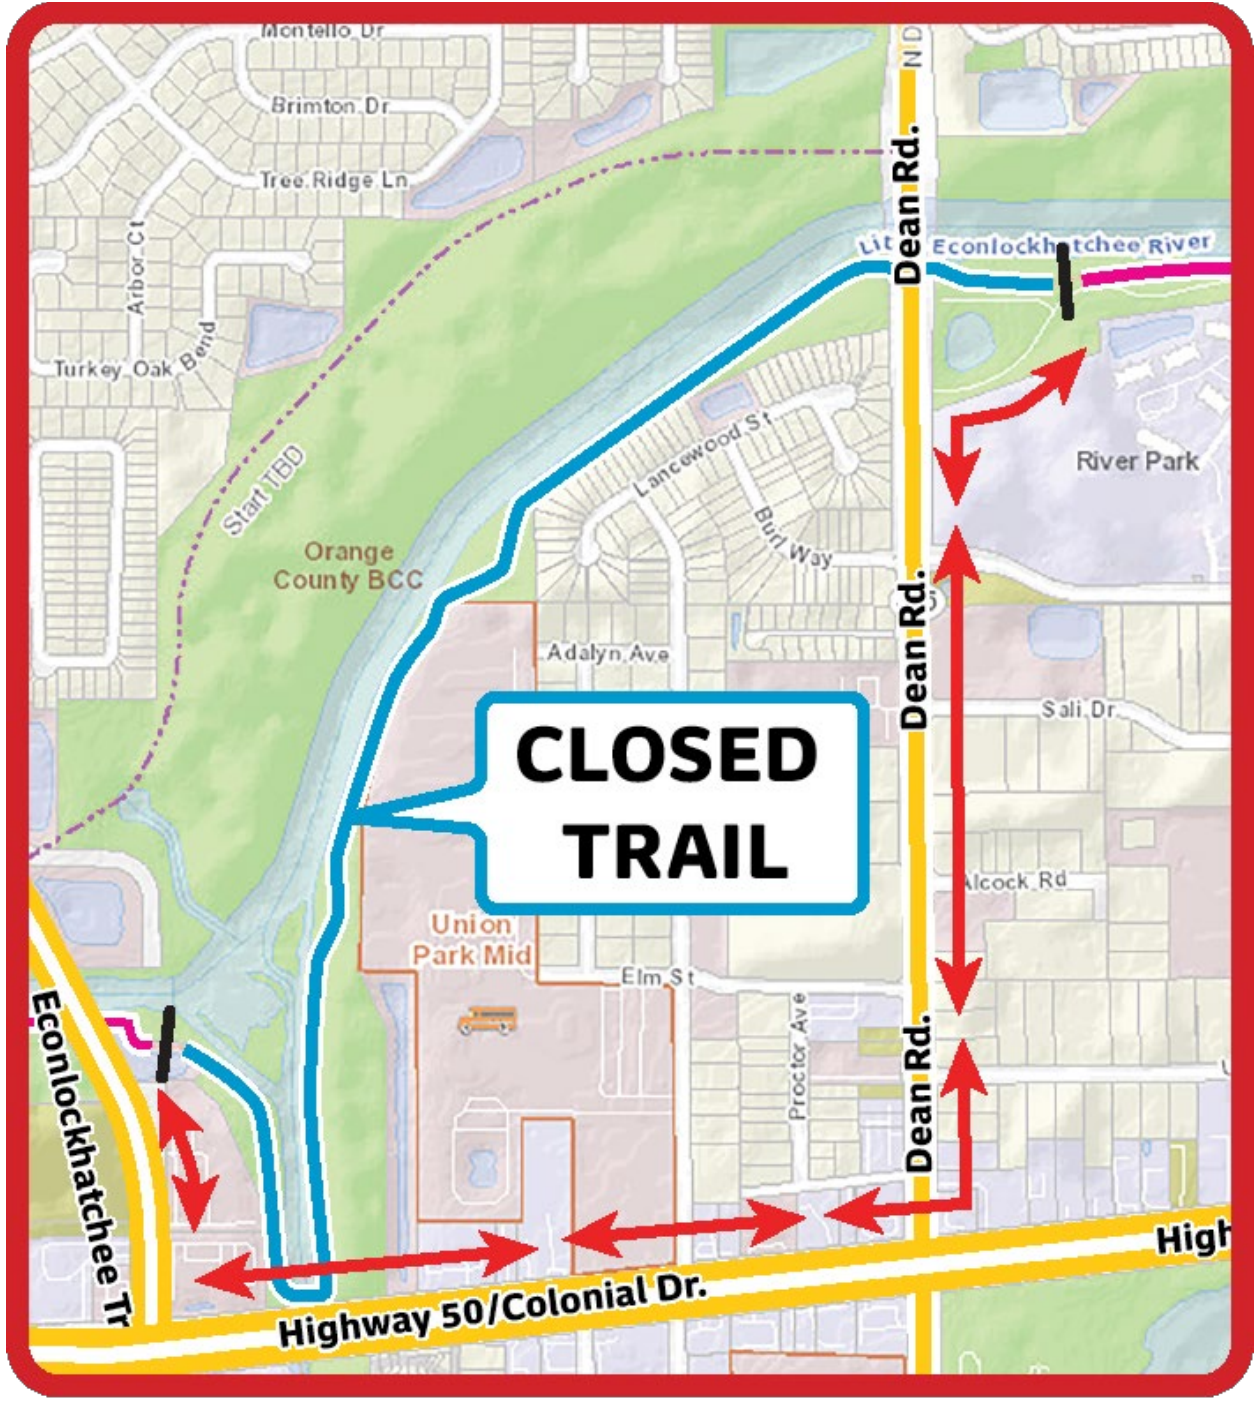 Montello Dr
N D
Brimton Dr
Dean Rd.
Tree Ridge Ln
Arbor Ct
Lit
Econlockhatchee River
Turkey Oak Bend
Lancewood St
River Park
Start TBD
Burl Way
Orange
County BCC
Dean Rd.
5
Adalyn Ave
Sali Dr
CLOSED
TRAIL
Alcock Rd
Union
Park Mid
Elm St
Proctor Ave
Econlockhatchee Tr
Dean Rd.
High
Highway 50/Colonial Dr.